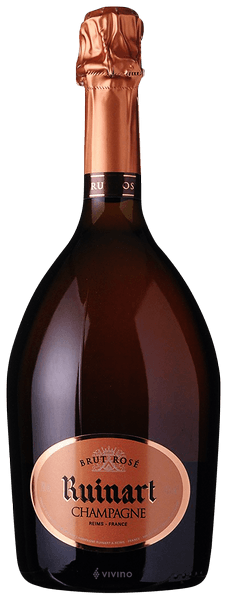 BRUT ROSÉ
BRUT ROSÉ
Ruinart
CHAMPAGNE
REIMS - FRANCE
VIVINO